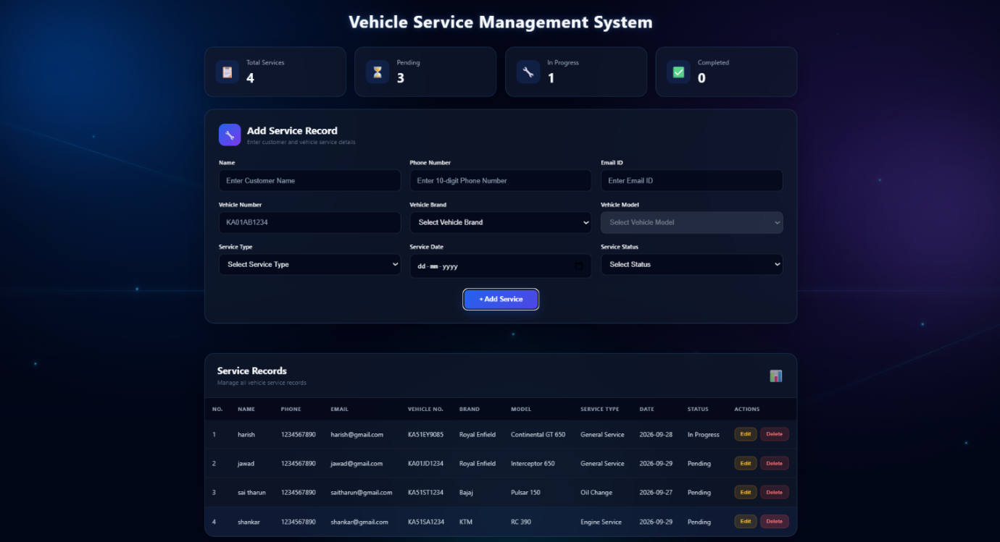 Vehicle Service Management System
Total Services
4
Pending
3
In Progress
1
Completed
0
Add Service Record
Enter customer and vehicle service details
Name
Phone Number
Email ID
Enter Customer Name
Enter 10-digit Phone Number
Enter Email ID
Vehicle Number
Vehicle Brand
Vehicle Model
KA01AB1234
Select Vehicle Brand
Select Vehicle Model
Service Type
Service Date
Service Status
Select Service Type
dd-mm-yyyy
Select Status
+ Add Service
Service Records
Manage all vehicle service records
NO. NAME PHONE EMAIL VEHICLE NO. BRAND MODEL SERVICE TYPE DATE STATUS ACTIONS
1 harish 1234567890 harish@gmail.com KA51EY9085 Royal Enfield Continental GT 650 General Service 2026-09-28 In Progress Edit Delete
2 jawad 1234567890 jawad@gmail.com KA01JD1234 Royal Enfield Interceptor 650 General Service 2026-09-29 Pending Edit Delete
3 sai tharun 1234567890 saitharun@gmail.com KA51ST1234 Bajaj Pulsar 150 Oil Change 2026-09-27 Pending Edit Delete
4 shankar 1234567890 shankar@gmail.com KA51SA1234 KTM RC 390 Engine Service 2026-09-29 Pending Edit Delete